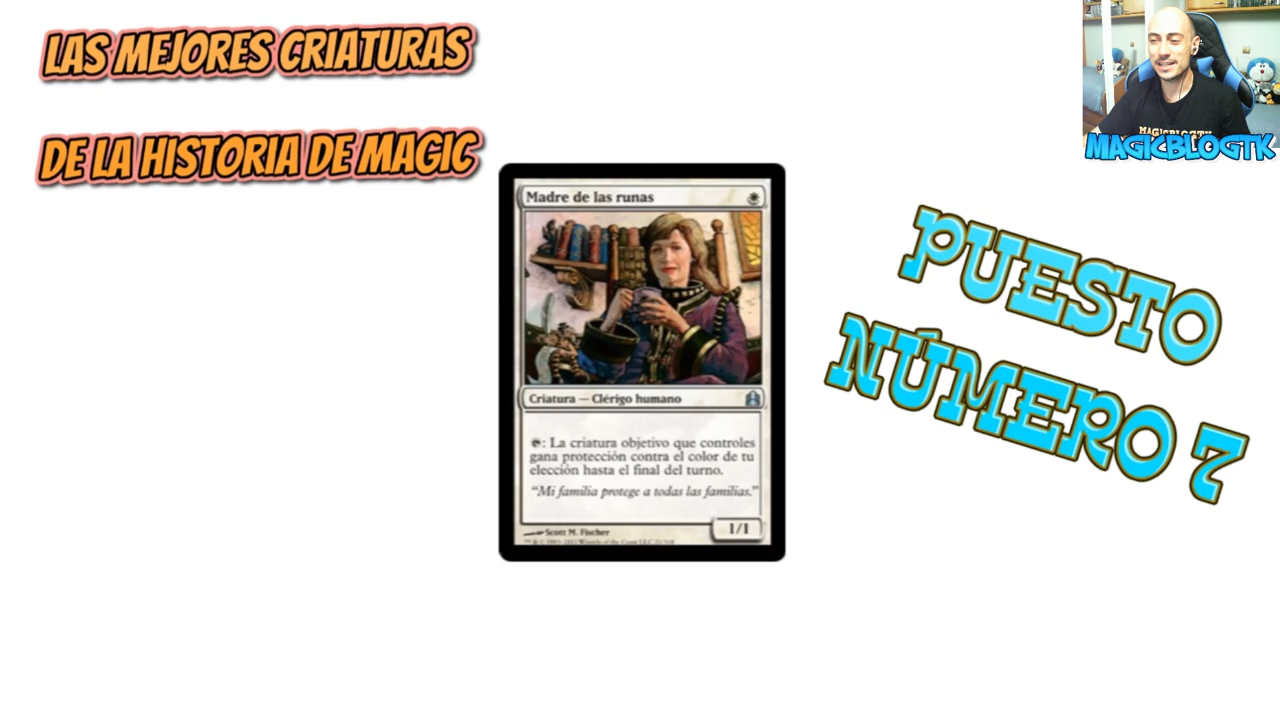 LAS MEJORES CRIATURAS
DE LA HISTORIA DE MAGIC
MAGICBLOGTK
MAGICBLOGTK
PUESTO
NÚMERO 7
Madre de las runas
Criatura — Clérigo humano
: La criatura objetivo que controles
gana protección contra el color de tu
elección hasta el final del turno.
“Mi familia protege a todas las familias.”
1/1
Scott M. Fischer